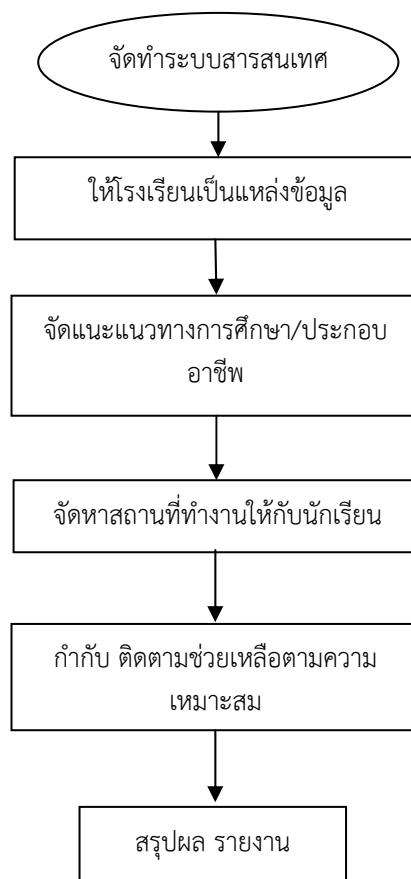 จัดทำระบบสารสนเทศ
ให้โรงเรียนเป็นแหล่งข้อมูล
จัดแนะแนวทางการศึกษา/ประกอบ
อาชีพ
จัดหาสถานที่ทำงานให้กับนักเรียน
กำกับ ติดตามช่วยเหลือตามความ
เหมาะสม
สรุปผล รายงาน